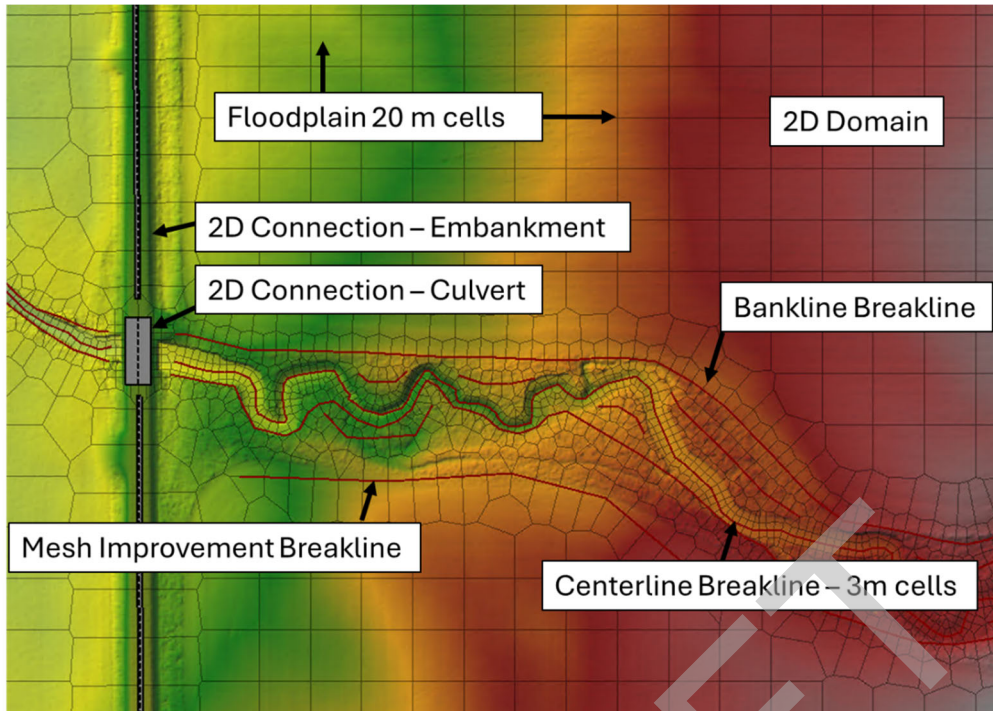 Floodplain 20 m cells
2D Domain
2D Connection – Embankment
2D Connection – Culvert
Bankline Breakline
Mesh Improvement Breakline
Centerline Breakline – 3m cells